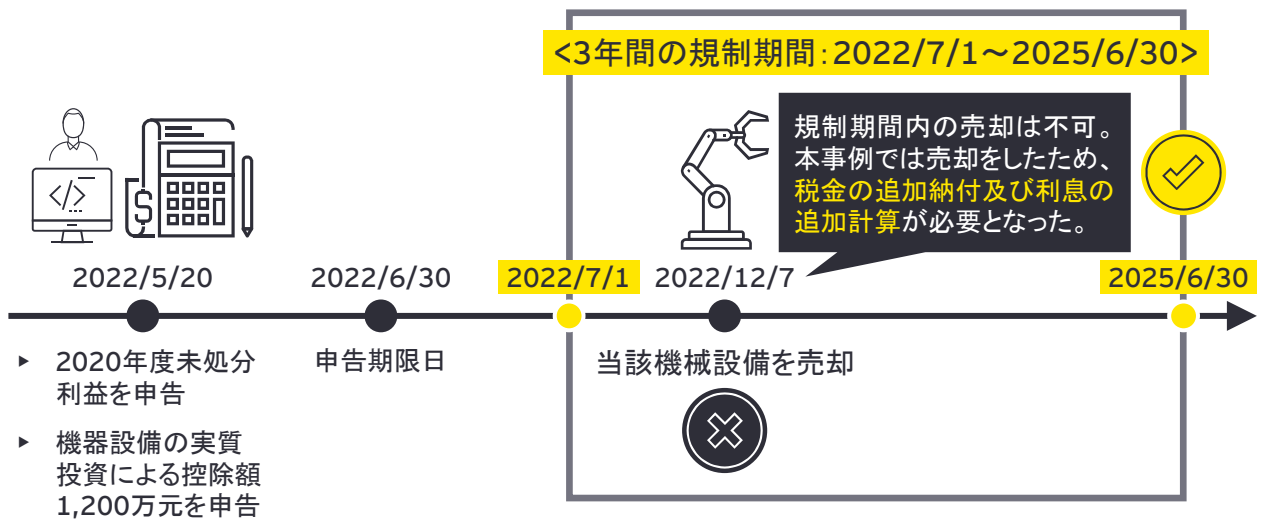 <3年間の規制期間：2022/7/1～2025/6/30>
規制期間内の売却は不可。
本事例では売却をしたため、
税金の追加納付及び利息の
追加計算が必要となった。
</>
$
2022/5/20
2022/6/30
2022/7/1
2022/12/7
2025/6/30
▶ 2020年度未処分
利益を申告
▶ 機器設備の実質
投資による控除額
1,200万元を申告
申告期限日
当該機械設備を売却